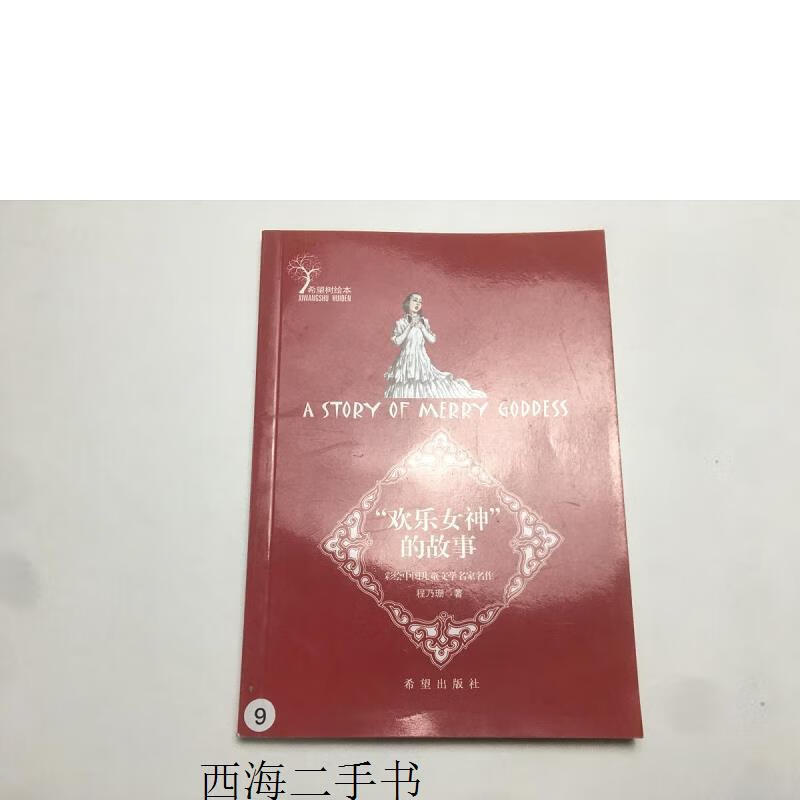 希望树绘本
XIWANGSHU HUIBEN
A STORY OF MERRY GODDESS
“欢乐女神”
的故事
彩绘中国儿童文学名家名作
程乃珊 著
希望出版社
9
西海二手书